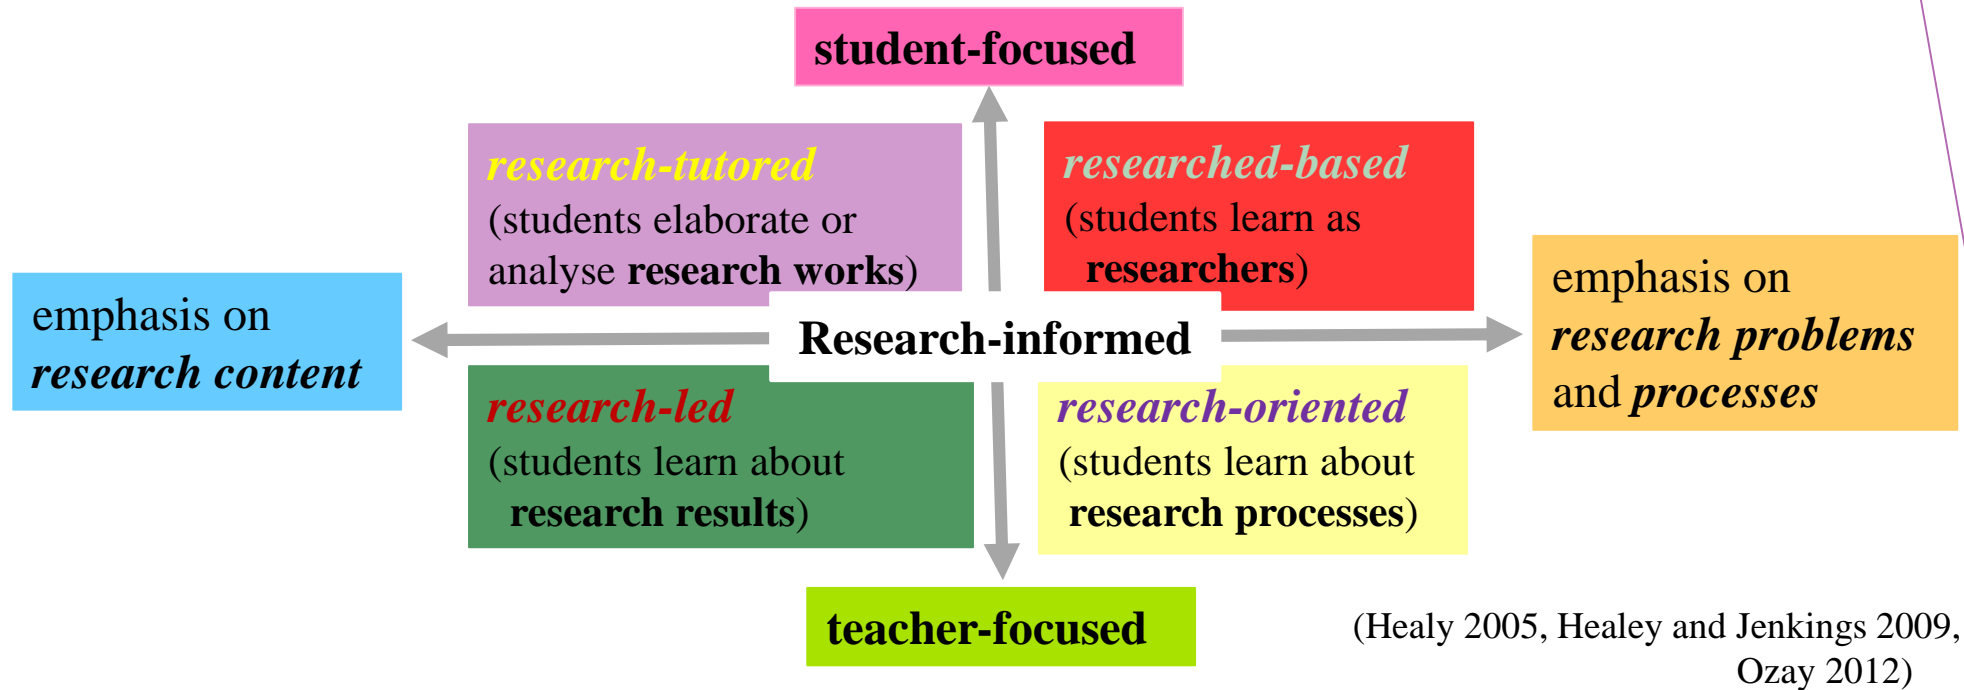 student-focused
research-tutored
(students elaborate or
analyse research works)
researched-based
(students learn as
researchers)
emphasis on
research content
Research-informed
emphasis on
research problems
and processes
research-led
(students learn about
research results)
research-oriented
(students learn about
research processes)
teacher-focused
(Healy 2005, Healey and Jenkings 2009,
Ozay 2012)